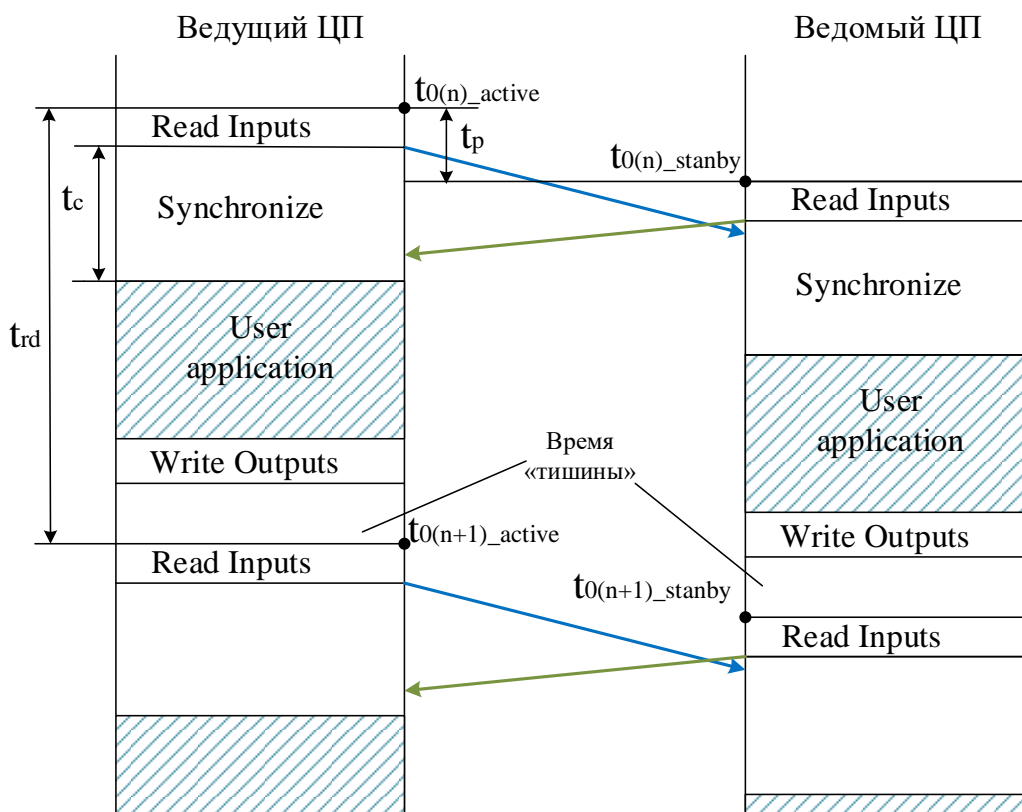 Ведущий ЦП
Ведомый ЦП
t0(n)_active
Read Inputs
tp
t0(n)_stanby
Read Inputs
tc
Synchronize
Synchronize
trd
User
application
User
application
Время
«тишины»
Write Outputs
t0(n+1)_active
Write Outputs
Read Inputs
t0(n+1)_stanby
Read Inputs